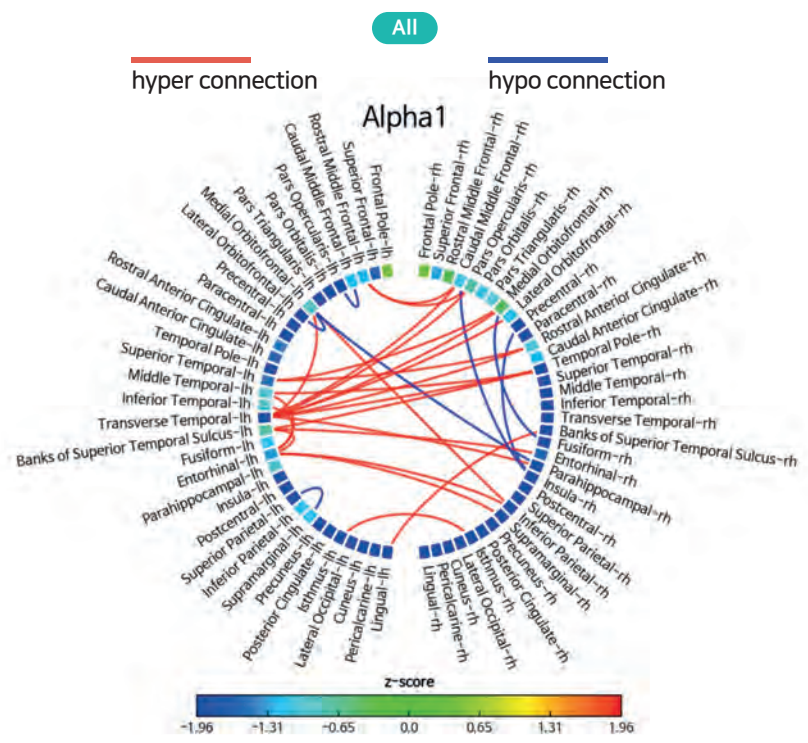 All
hyper connection
hypo connection
Alpha1
Frontal Pole-lh
Superior Frontal-lh
Rostral Middle Frontal-lh
Caudal Middle Frontal-lh
Pars Opercularis-lh
Pars Orbitalis-lh
Pars Triangularis-lh
Medial Orbitofrontal-lh
Lateral Orbitofrontal-lh
Precentral-lh
Paracentral-lh
Rostral Anterior Cingulate-lh
Caudal Anterior Cingulate-lh
Temporal Pole-lh
Superior Temporal-lh
Middle Temporal-lh
Inferior Temporal-lh
Transverse Temporal-lh
Banks of Superior Temporal Sulcus-lh
Fusiform-lh
Entorhinal-lh
Parahippocampal-lh
Insula-lh
Postcentral-lh
Superior Parietal-lh
Inferior Parietal-lh
Supramarginal-lh
Precuneus-lh
Posterior Cingulate-lh
Isthmus-lh
Lateral Occipital-lh
Cuneus-lh
Pericalcarine-lh
Lingual-lh
Frontal Pole-rh
Superior Frontal-rh
Rostral Middle Frontal-rh
Caudal Middle Frontal-rh
Pars Opercularis-rh
Pars Orbitalis-rh
Pars Triangularis-rh
Medial Orbitofrontal-rh
Lateral Orbitofrontal-rh
Precentral-rh
Paracentral-rh
Rostral Anterior Cingulate-rh
Caudal Anterior Cingulate-rh
Temporal Pole-rh
Superior Temporal-rh
Middle Temporal-rh
Inferior Temporal-rh
Transverse Temporal-rh
Banks of Superior Temporal Sulcus-rh
Fusiform-rh
Entorhinal-rh
Parahippocampal-rh
Insula-rh
Postcentral-rh
Superior Parietal-rh
Inferior Parietal-rh
Supramarginal-rh
Precuneus-rh
Posterior Cingulate-rh
Isthmus-rh
Lateral Occipital-rh
Cuneus-rh
Pericalcarine-rh
Lingual-rh
z-score
-1.96 -1.31 -0.65 0.0 0.65 1.31 1.96